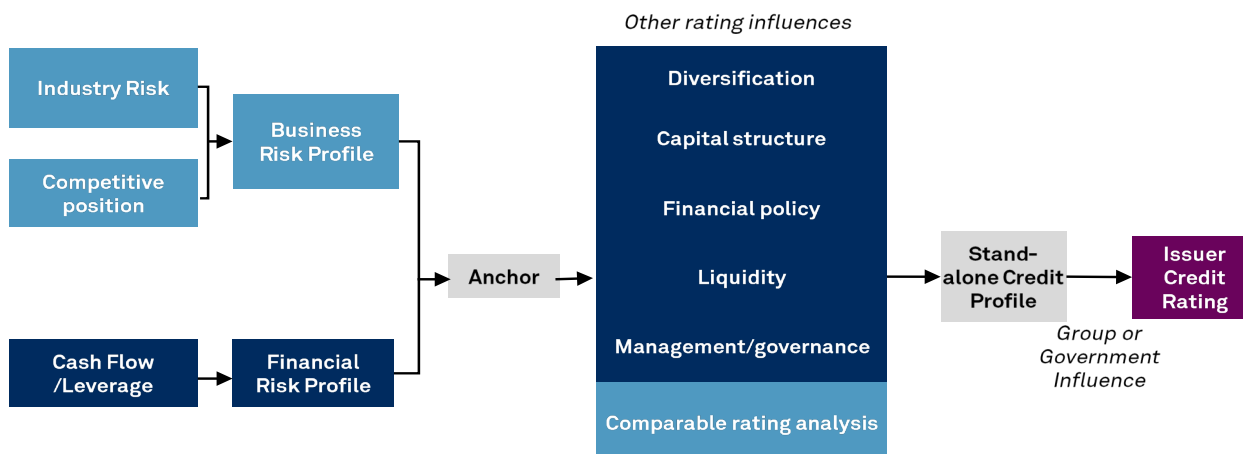 Other rating influences
Industry Risk
Competitive
position
Business
Risk Profile
Cash Flow
/Leverage
Financial
Risk Profile
Anchor
Diversification
Capital structure
Financial policy
Liquidity
Management/governance
Comparable rating analysis
Stand-
alone Credit
Profile
Group or
Government
Influence
Issuer
Credit
Rating